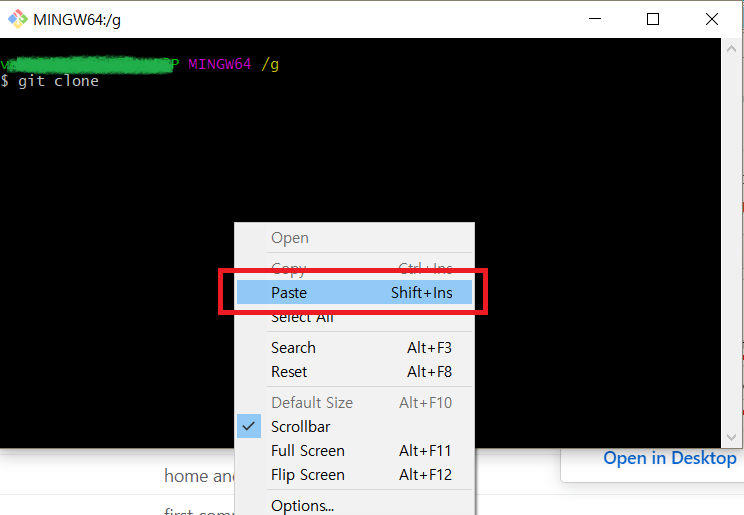 MINGW64:/g
MINGW64 /g
$ git clone
Open
Copy Ctrl+Ins
Paste Shift+Ins
Select All
Search Alt+F3
Reset Alt+F8
Default Size Alt+F10
Scrollbar
Full Screen Alt+F11
Flip Screen Alt+F12
Options...
Open in Desktop
home and
first